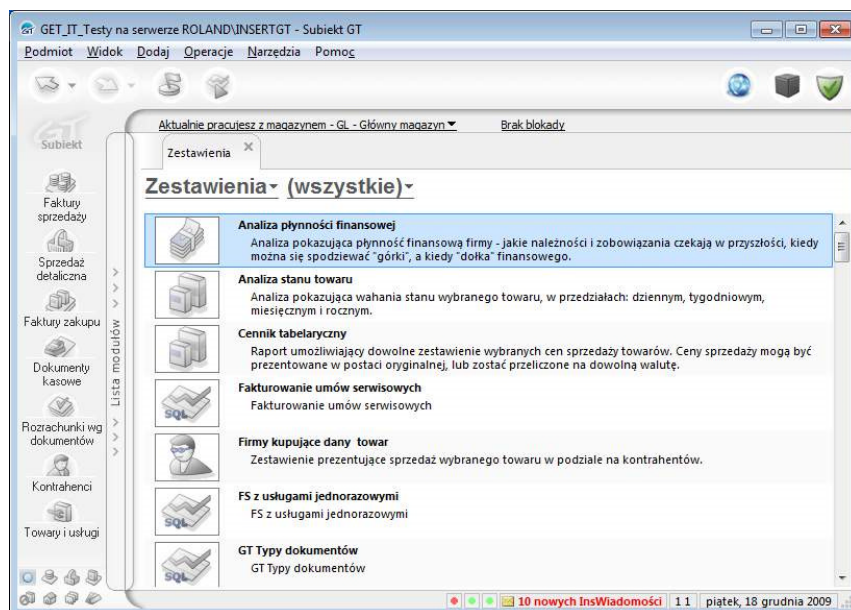 GET_IT_Testy na serwerze ROLAND\INSERTGT - Subiekt GT
Podmiot Widok Dodaj Operacje Narzędzia Pomoc
GT
Subiekt
Aktualnie pracujesz z magazynem - GL - Główny magazyn Brak blokady
Zestawienia
Zestawienia (wszystkie)
Faktury
sprzedaży
Sprzedaż
detaliczna
Faktury zakupu
Dokumenty
kasowe
Rozrachunki wg
dokumentów
Kontrahenci
Towary i usługi
Lista modułów
Analiza płynności finansowej
Analiza pokazująca płynność finansową firmy - jakie należności i zobowiązania czekają w przyszłości, kiedy
można się spodziewać "górki", a kiedy "dołka" finansowego.
Analiza stanu towaru
Analiza pokazująca wahania stanu wybranego towaru, w przedziałach: dziennym, tygodniowym,
miesięcznym i rocznym.
Cennik tabelaryczny
Raport umożliwiający dowolne zestawienie wybranych cen sprzedaży towarów. Ceny sprzedaży mogą być
prezentowane w postaci oryginalnej, lub zostać przeliczone na dowolną walutę.
SQL
Fakturowanie umów serwisowych
Fakturowanie umów serwisowych
Firmy kupujące dany towar
Zestawienie prezentujące sprzedaż wybranego towaru w podziale na kontrahentów.
SQL
FS z usługami jednorazowymi
FS z usługami jednorazowymi
SQL
GT Typy dokumentów
GT Typy dokumentów
10 nowych InsWiadomości 1 1 piątek, 18 grudnia 2009